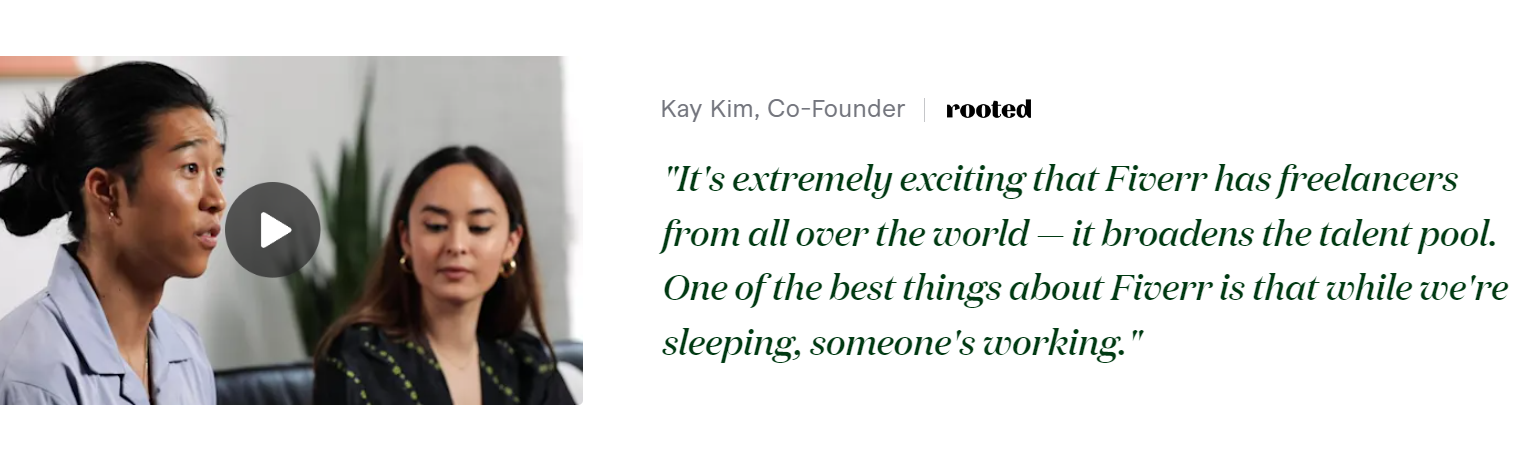 Kay Kim, Co-Founder | rooted
"It's extremely exciting that Fiverr has freelancers
from all over the world — it broadens the talent pool.
One of the best things about Fiverr is that while we're
sleeping, someone's working."